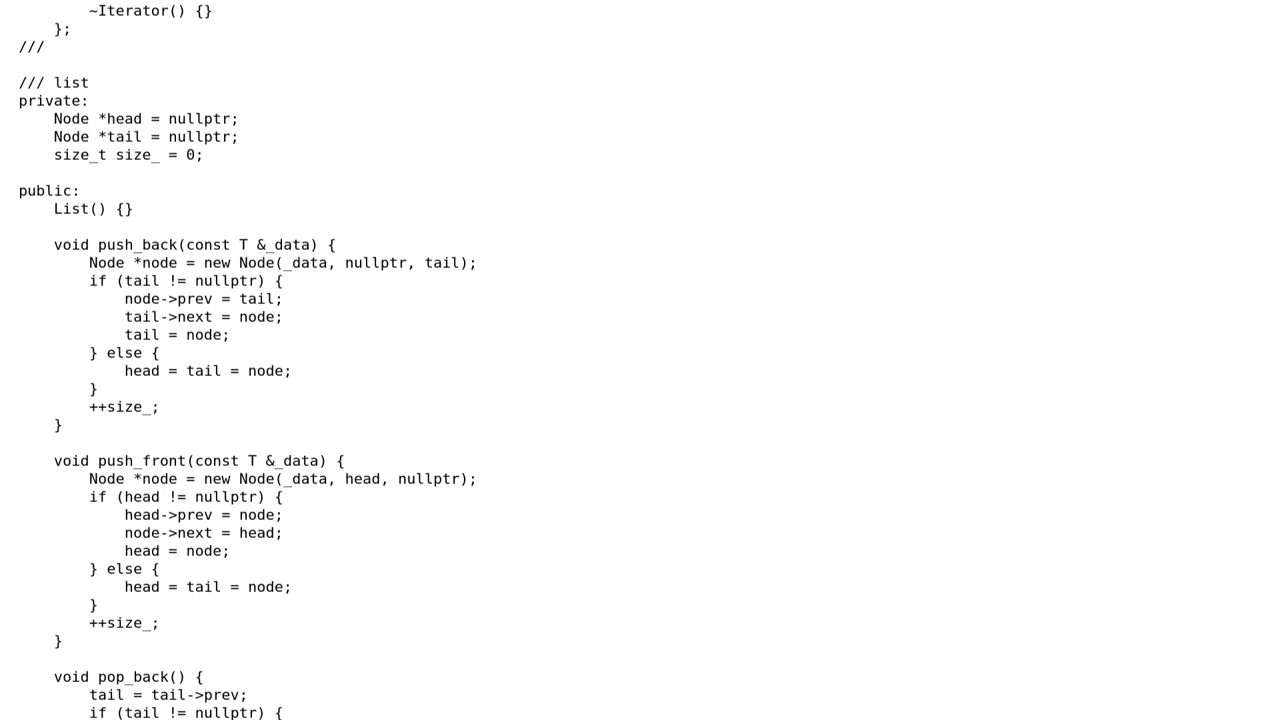 ~Iterator() {}
    };
///

/// list
private:
    Node *head = nullptr;
    Node *tail = nullptr;
    size_t size_ = 0;

public:
    List() {}

    void push_back(const T &_data) {
        Node *node = new Node(_data, nullptr, tail);
        if (tail != nullptr) {
            node->prev = tail;
            tail->next = node;
            tail = node;
        } else {
            head = tail = node;
        }
        ++size_;
    }

    void push_front(const T &_data) {
        Node *node = new Node(_data, head, nullptr);
        if (head != nullptr) {
            head->prev = node;
            node->next = head;
            head = node;
        } else {
            head = tail = node;
        }
        ++size_;
    }

    void pop_back() {
        tail = tail->prev;
        if (tail != nullptr) {